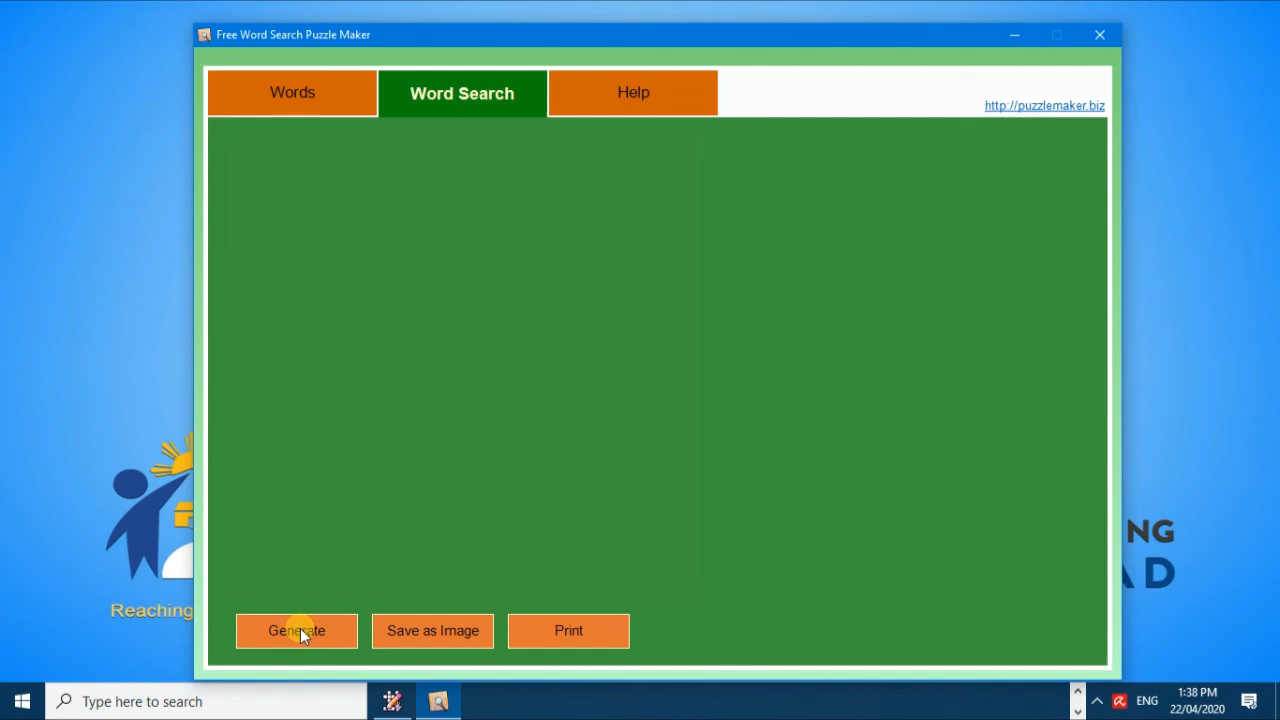 Free Word Search Puzzle Maker
Words
Word Search
Help
http://puzzlemaker.biz
Generate
Save as Image
Print
Reaching
NG
AD
Type here to search
ENG
1:38 PM
22/04/2020